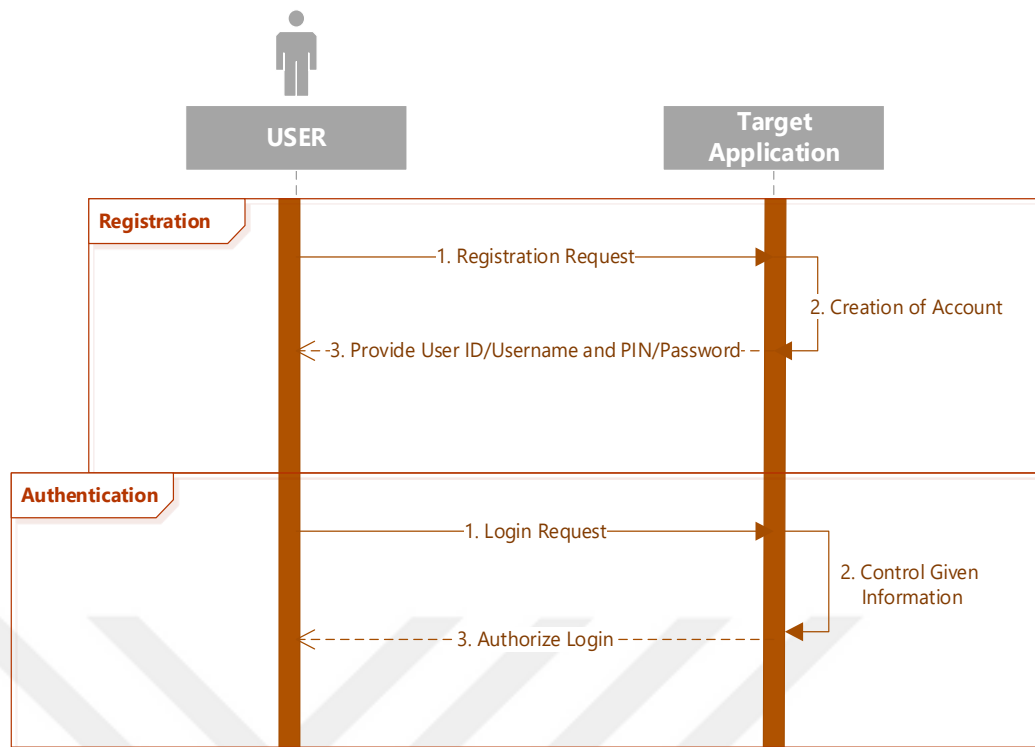 USER
Target
Application
Registration
1. Registration Request
2. Creation of Account
3. Provide User ID/Username and PIN/Password
Authentication
1. Login Request
2. Control Given
Information
3. Authorize Login